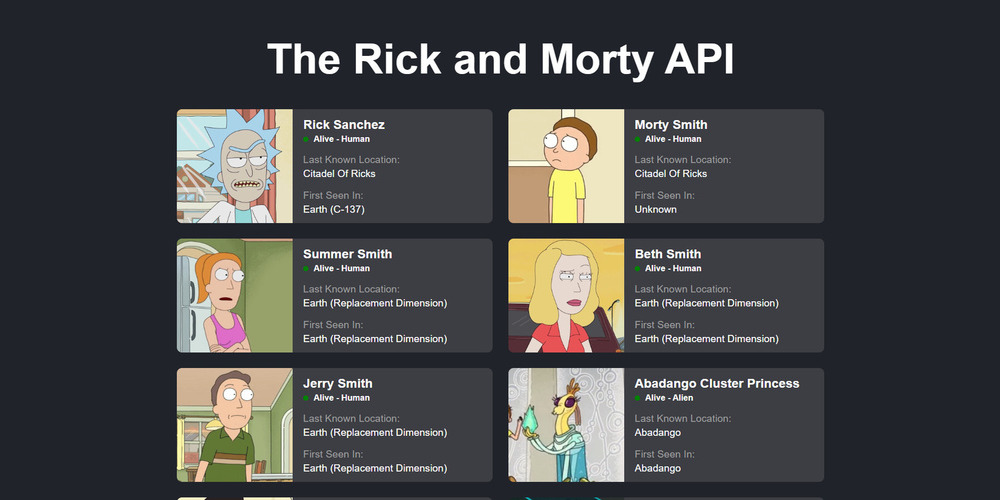 The Rick and Morty API
Rick Sanchez
Alive - Human
Last Known Location:
Citadel Of Ricks
First Seen In:
Earth (C-137)
Morty Smith
Alive - Human
Last Known Location:
Citadel Of Ricks
First Seen In:
Unknown
Summer Smith
Alive - Human
Last Known Location:
Earth (Replacement Dimension)
First Seen In:
Earth (Replacement Dimension)
Beth Smith
Alive - Human
Last Known Location:
Earth (Replacement Dimension)
First Seen In:
Earth (Replacement Dimension)
Jerry Smith
Alive - Human
Last Known Location:
Earth (Replacement Dimension)
First Seen In:
Earth (Replacement Dimension)
Abadango Cluster Princess
Alive - Alien
Last Known Location:
Abadango
First Seen In:
Abadango